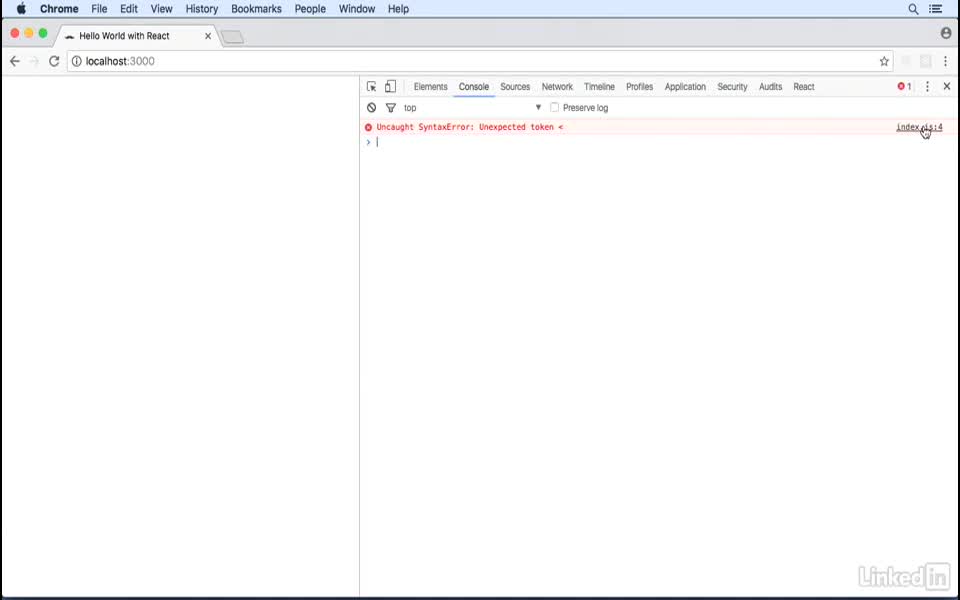 Chrome File Edit View History Bookmarks People Window Help
Hello World with React
localhost:3000
Elements Console Sources Network Timeline Profiles Application Security Audits React 1
top Preserve log
Uncaught SyntaxError: Unexpected token < index.js:4
LinkedIn